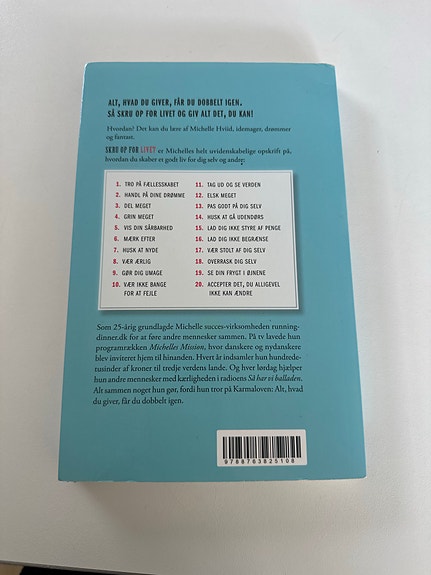 ALT, HVAD DU GIVER, FÅR DU DOBBELT IGEN.
SÅ SKRU OP FOR LIVET OG GIV ALT DET, DU KAN!
Hvordan? Det kan du lære af Michelle Hviid, idemager, drømmer
og fantast.
SKRU OP FOR LIVET er Michelles helt uvidenskabelige opskrift på,
hvordan du skaber et godt liv for dig selv og andre:
1. TRO PÅ FÆLLESSKABET
2. HANDL PÅ DINE DRØMME
3. DEL MEGET
4. GRIN MEGET
5. VIS DIN SÅRBARHED
6. MÆRK EFTER
7. HUSK AT NYDE
8. VÆR ÆRLIG
9. GØR DIG UMAGE
10. VÆR IKKE BANGE
FOR AT FEJLE
11. TAG UD OG SE VERDEN
12. ELSK MEGET
13. PAS GODT PÅ DIG SELV
14. HUSK AT GÅ UDENDØRS
15. LAD DIG IKKE STYRE AF PENGE
16. LAD DIG IKKE BEGRÆNSE
17. VÆR STOLT AF DIG SELV
18. OVERRASK DIG SELV
19. SE DIN FRYGT I ØJNENE
20. ACCEPTER DET, DU ALLIGEVEL
IKKE KAN ÆNDRE
Som 25-årig grundlagde Michelle succes-virksomheden running-
dinner.dk for at føre andre mennesker sammen. På tv lavede hun
programrækken Michelles Mission, hvor danskere og nydanskere
blev inviteret hjem til hinanden. Hvert år indsamler hun hundrede-
tusinder af kroner til tredje verdens lande. Og hver lørdag hjælper
hun andre mennesker med kærligheden i radioens Så har vi balladen.
Alt sammen noget hun gør, fordi hun tror på Karmaloven: Alt, hvad
du giver, får du dobbelt igen.
9788763825108